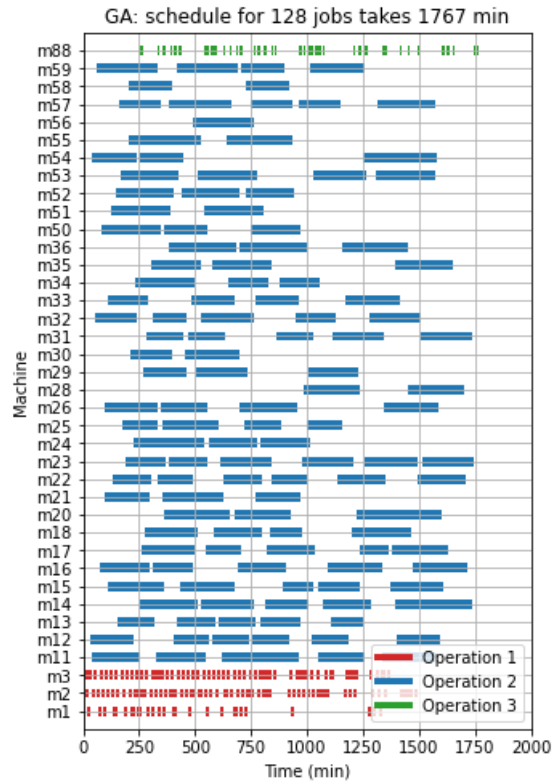 GA: schedule for 128 jobs takes 1767 min
m88
m59
m58
m57
m56
m55
m54
m53
m52
m51
m50
m36
m35
m34
m33
m32
m31
m30
m29
m28
m26
m25
m24
m23
m22
m21
m20
m18
m17
m16
m15
m14
m13
m12
m11
m3
m2
m1
Machine
Operation 1
Operation 2
Operation 3
0 250 500 750 1000 1250 1500 1750 2000
Time (min)